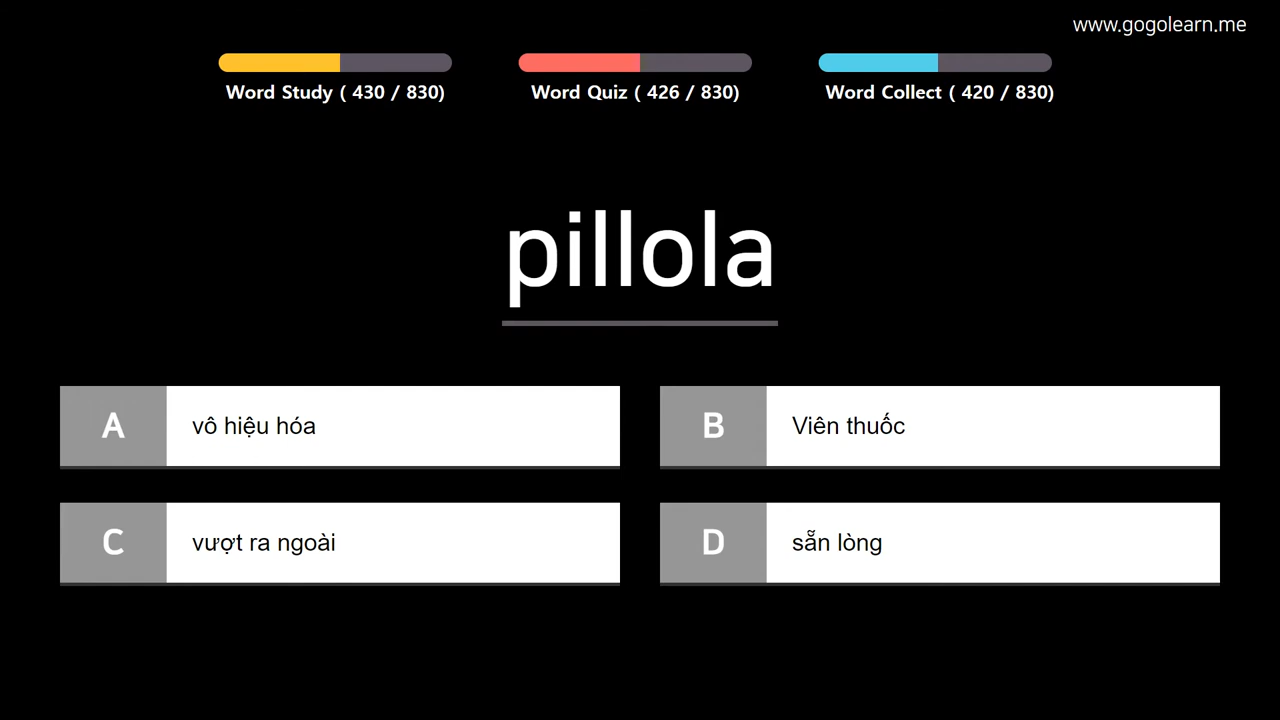 www.gogolearn.me
Word Study ( 430 / 830)
Word Quiz ( 426 / 830)
Word Collect ( 420 / 830)
pillola
A
vô hiệu hóa
B
Viên thuốc
C
vượt ra ngoài
D
sẵn lòng